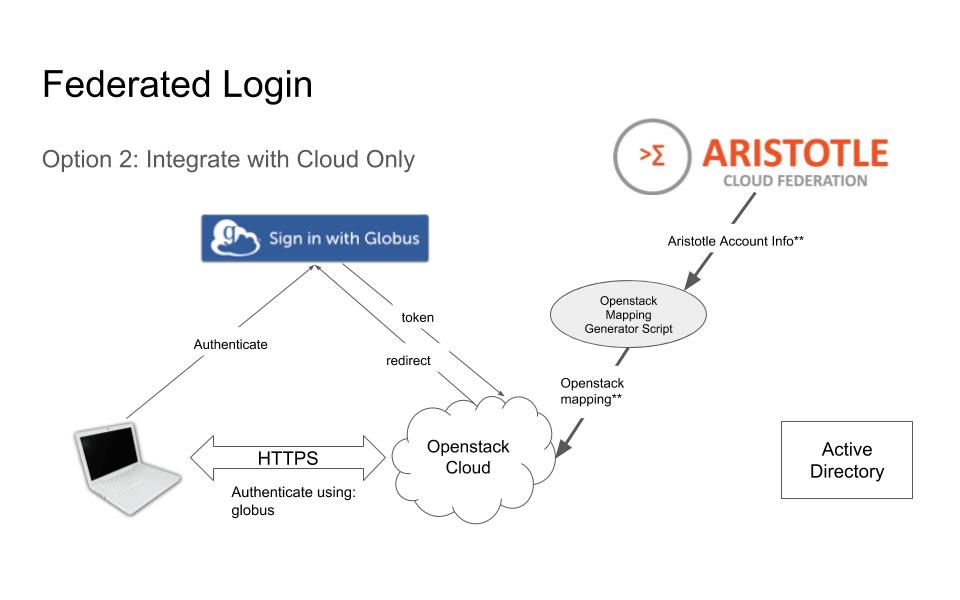 Federated Login
Option 2: Integrate with Cloud Only
>Σ
ARISTOTLE
CLOUD FEDERATION
g
Sign in with Globus
Aristotle Account Info**
Openstack
Mapping
Generator Script
token
Authenticate
redirect
Openstack
mapping**
Openstack
Cloud
HTTPS
Active
Directory
Authenticate using:
globus